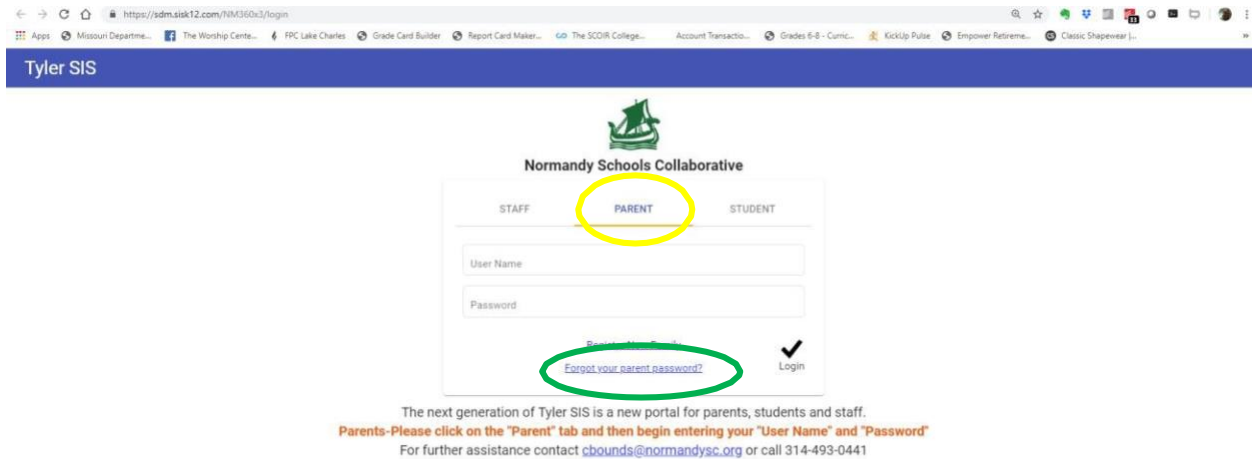 https://sdm.sisk12.com/NM360x3/login
Apps Missouri Departme... The Worship Cente... FPC Lake Charles Grade Card Builder Report Card Maker... The SCOIR College... Account Transactio... Grades 6-8 - Curric... KickUp Pulse Empower Retireme... Classic Shapewear |...
Tyler SIS
Normandy Schools Collaborative
STAFF PARENT STUDENT
User Name
Password
Forgot your parent password?
Login
The next generation of Tyler SIS is a new portal for parents, students and staff.
Parents-Please click on the "Parent" tab and then begin entering your "User Name" and "Password"
For further assistance contact cbounds@normandysc.org or call 314-493-0441